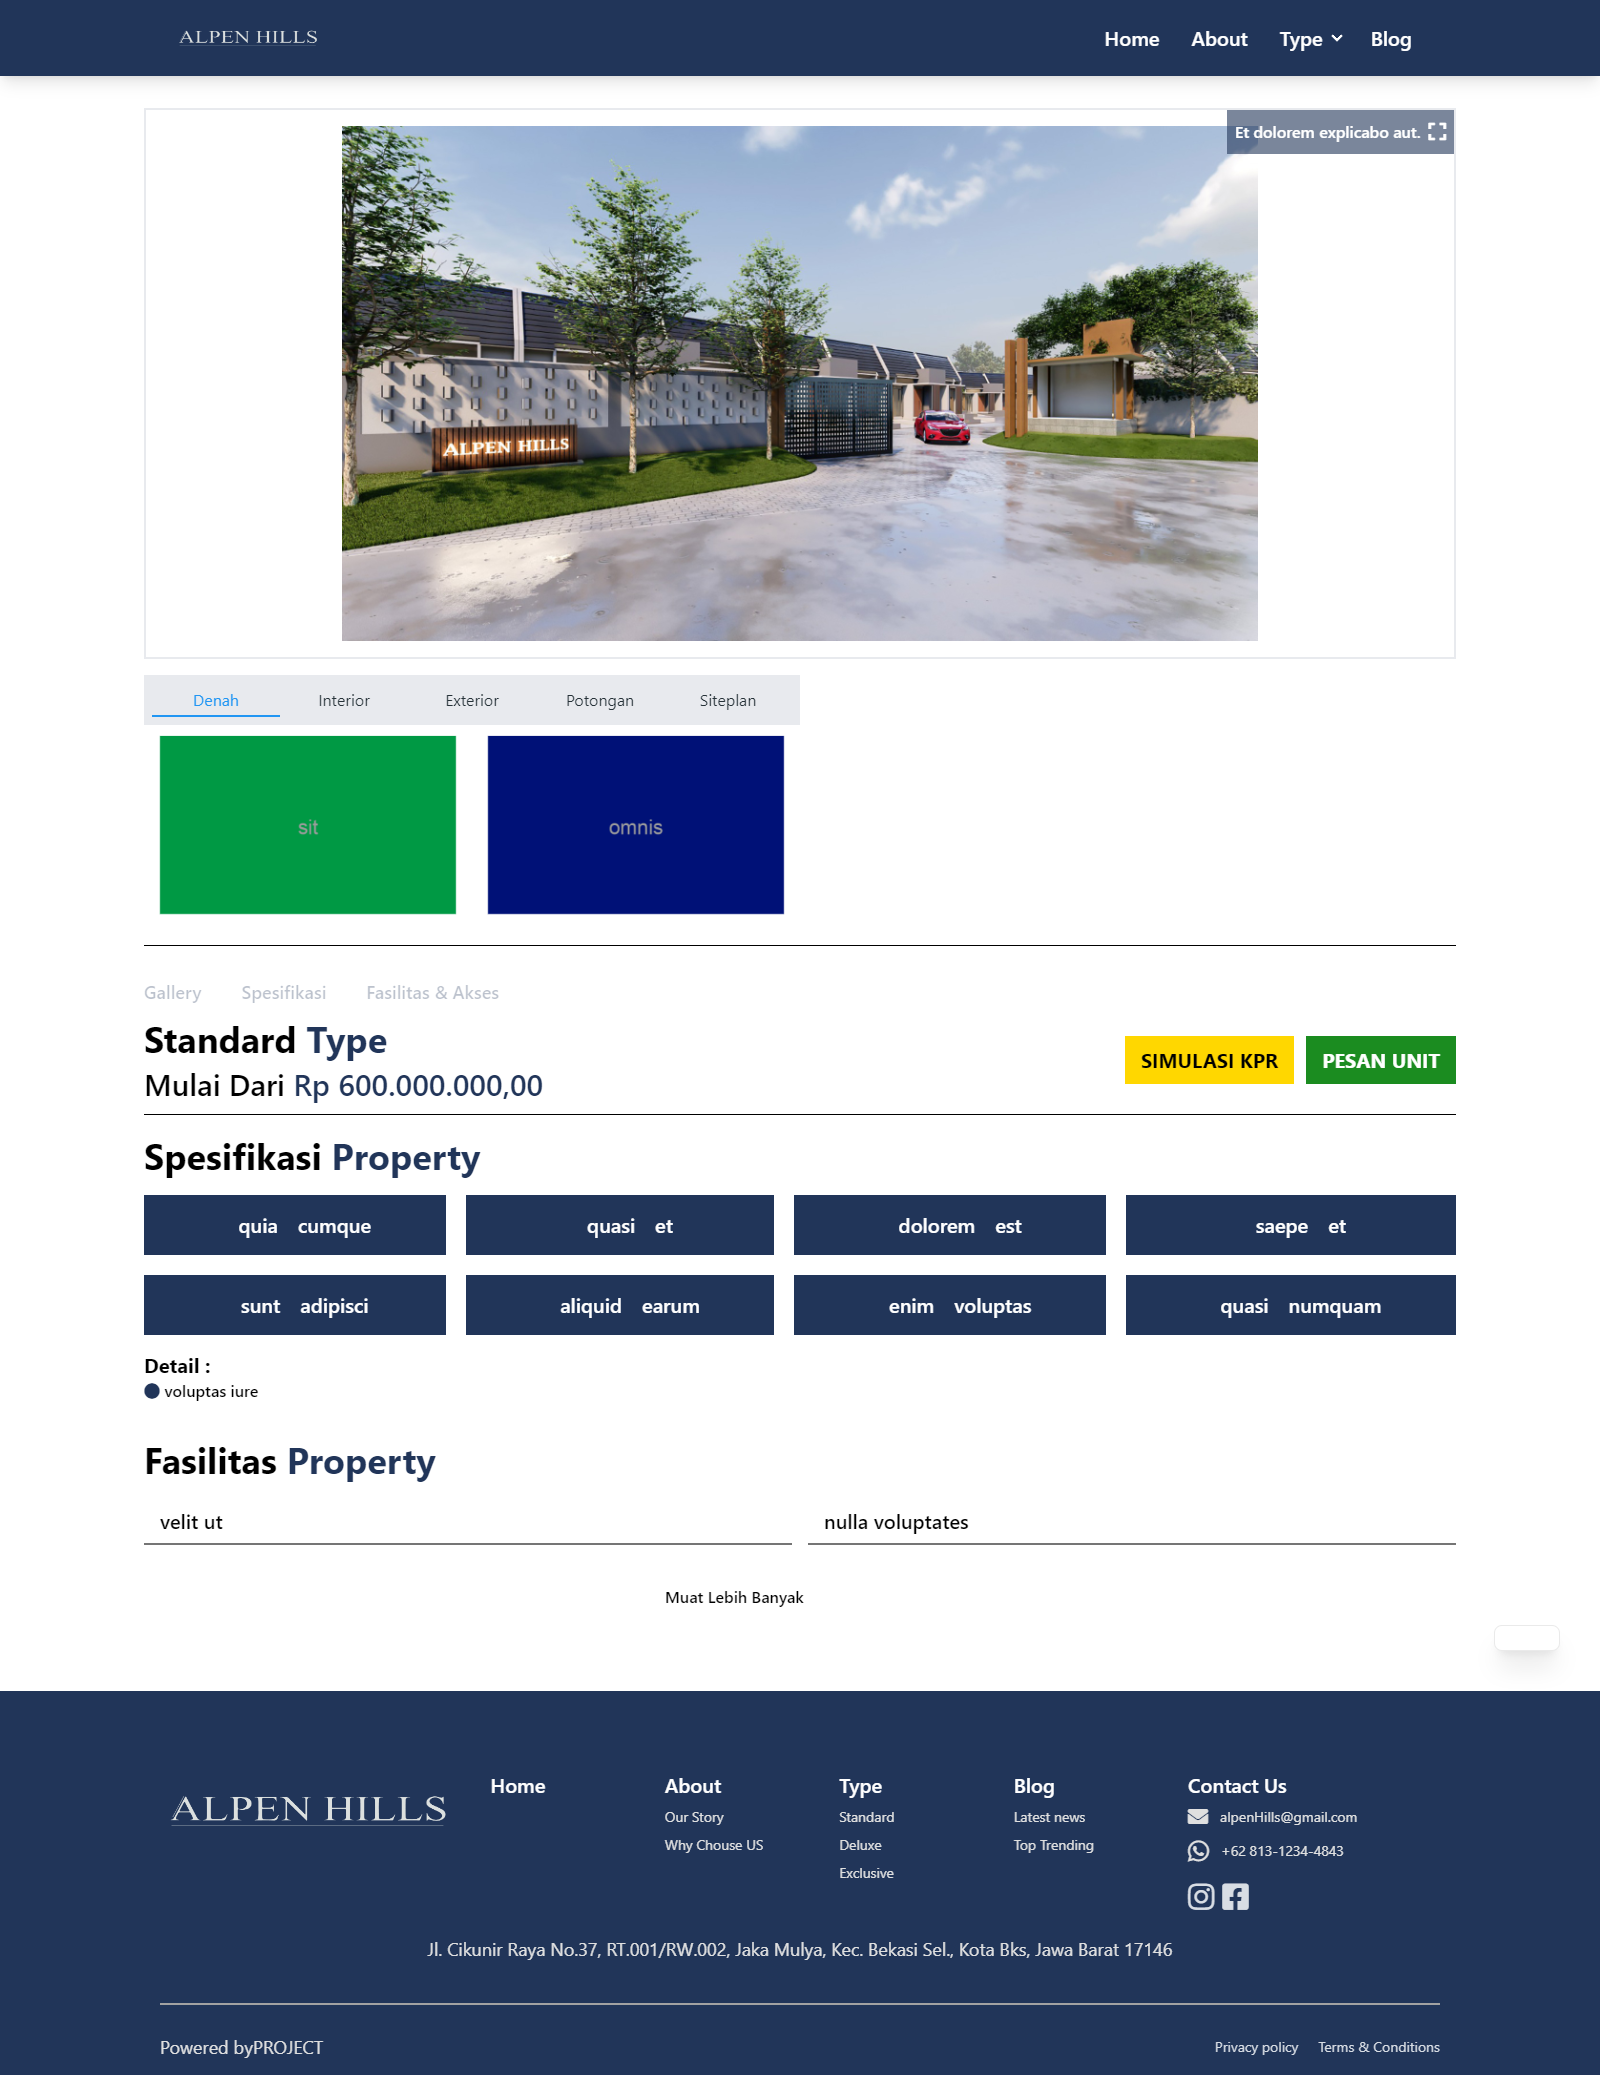 ALPEN HILLS
Home About Type Blog
Et dolorem explicabo aut.
ALPEN HILLS
Denah Interior Exterior Potongan Siteplan
sit omnis
Gallery Spesifikasi Fasilitas & Akses
Standard Type
Mulai Dari Rp 600.000.000,00
SIMULASI KPR PESAN UNIT
Spesifikasi Property
quia cumque quasi et dolorem est saepe et
sunt adipisci aliquid earum enim voluptas quasi numquam
Detail :
voluptas iure
Fasilitas Property
velit ut nulla voluptates
Muat Lebih Banyak
ALPEN HILLS
Home
About
Our Story
Why Chouse US
Type
Standard
Deluxe
Exclusive
Blog
Latest news
Top Trending
Contact Us
alpenHills@gmail.com
+62 813-1234-4843
Jl. Cikunir Raya No.37, RT.001/RW.002, Jaka Mulya, Kec. Bekasi Sel., Kota Bks, Jawa Barat 17146
Powered byPROJECT
Privacy policy Terms & Conditions